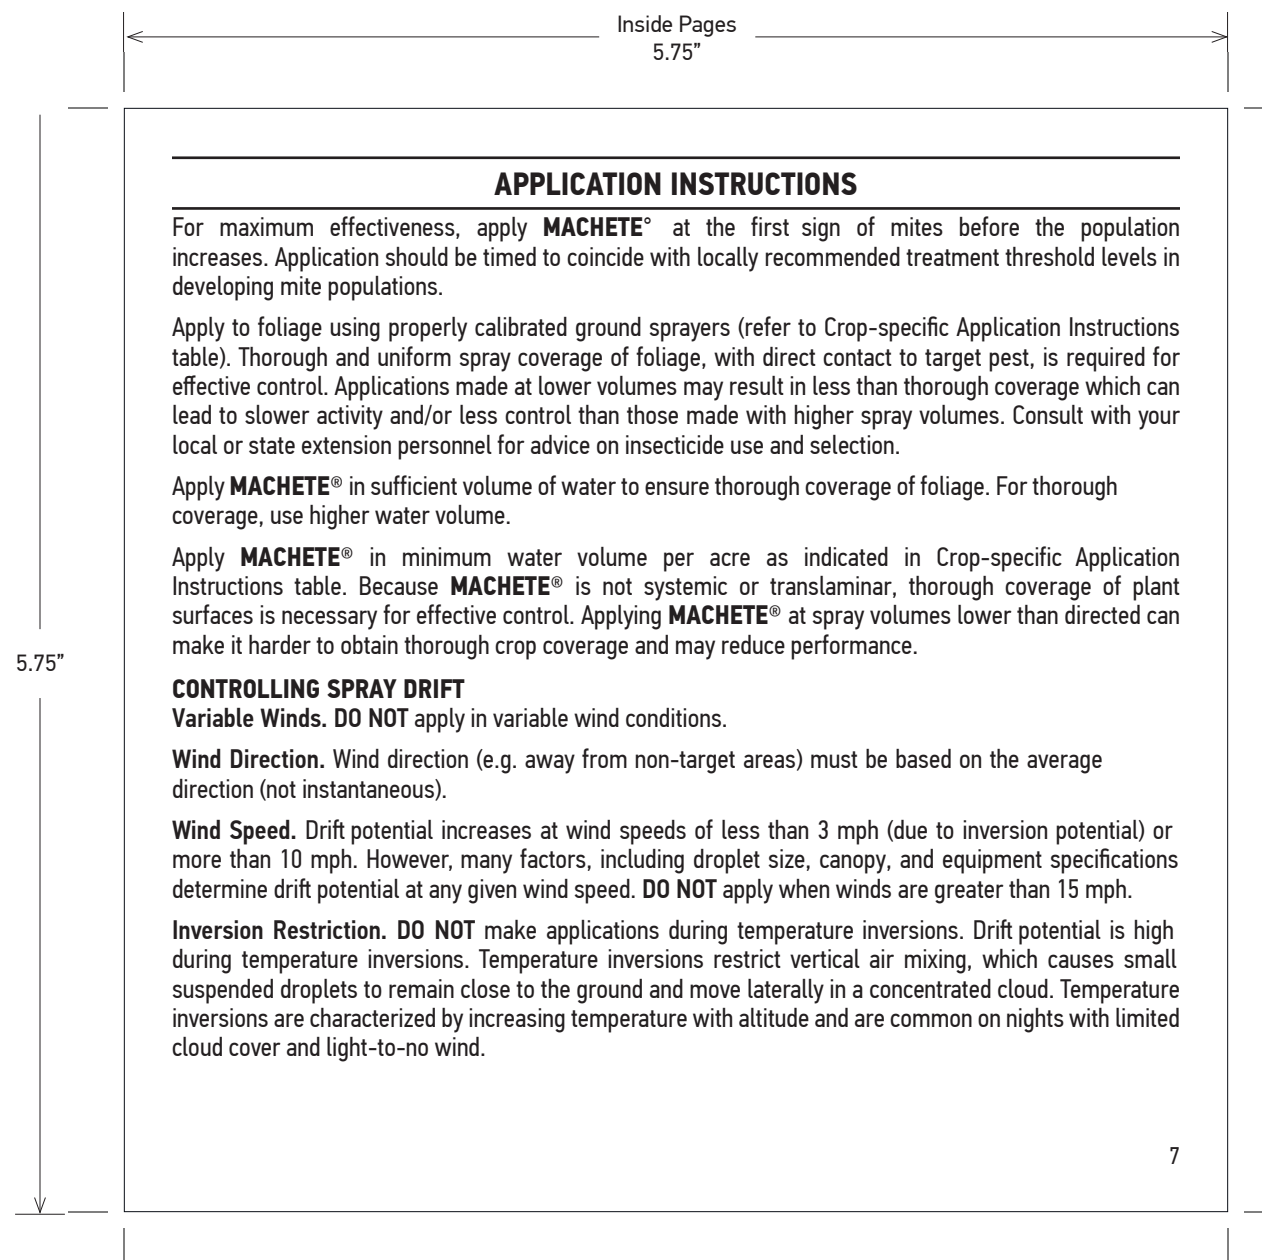 Inside Pages
5.75”
APPLICATION INSTRUCTIONS
For maximum effectiveness, apply MACHETE° at the first sign of mites before the population
increases. Application should be timed to coincide with locally recommended treatment threshold levels in
developing mite populations.
Apply to foliage using properly calibrated ground sprayers (refer to Crop-specific Application Instructions
table). Thorough and uniform spray coverage of foliage, with direct contact to target pest, is required for
effective control. Applications made at lower volumes may result in less than thorough coverage which can
lead to slower activity and/or less control than those made with higher spray volumes. Consult with your
local or state extension personnel for advice on insecticide use and selection.
Apply MACHETE® in sufficient volume of water to ensure thorough coverage of foliage. For thorough
coverage, use higher water volume.
Apply MACHETE® in minimum water volume per acre as indicated in Crop-specific Application
Instructions table. Because MACHETE® is not systemic or translaminar, thorough coverage of plant
surfaces is necessary for effective control. Applying MACHETE® at spray volumes lower than directed can
make it harder to obtain thorough crop coverage and may reduce performance.
5.75”
CONTROLLING SPRAY DRIFT
Variable Winds. DO NOT apply in variable wind conditions.
Wind Direction. Wind direction (e.g. away from non-target areas) must be based on the average
direction (not instantaneous).
Wind Speed. Drift potential increases at wind speeds of less than 3 mph (due to inversion potential) or
more than 10 mph. However, many factors, including droplet size, canopy, and equipment specifications
determine drift potential at any given wind speed. DO NOT apply when winds are greater than 15 mph.
Inversion Restriction. DO NOT make applications during temperature inversions. Drift potential is high
during temperature inversions. Temperature inversions restrict vertical air mixing, which causes small
suspended droplets to remain close to the ground and move laterally in a concentrated cloud. Temperature
inversions are characterized by increasing temperature with altitude and are common on nights with limited
cloud cover and light-to-no wind.
7